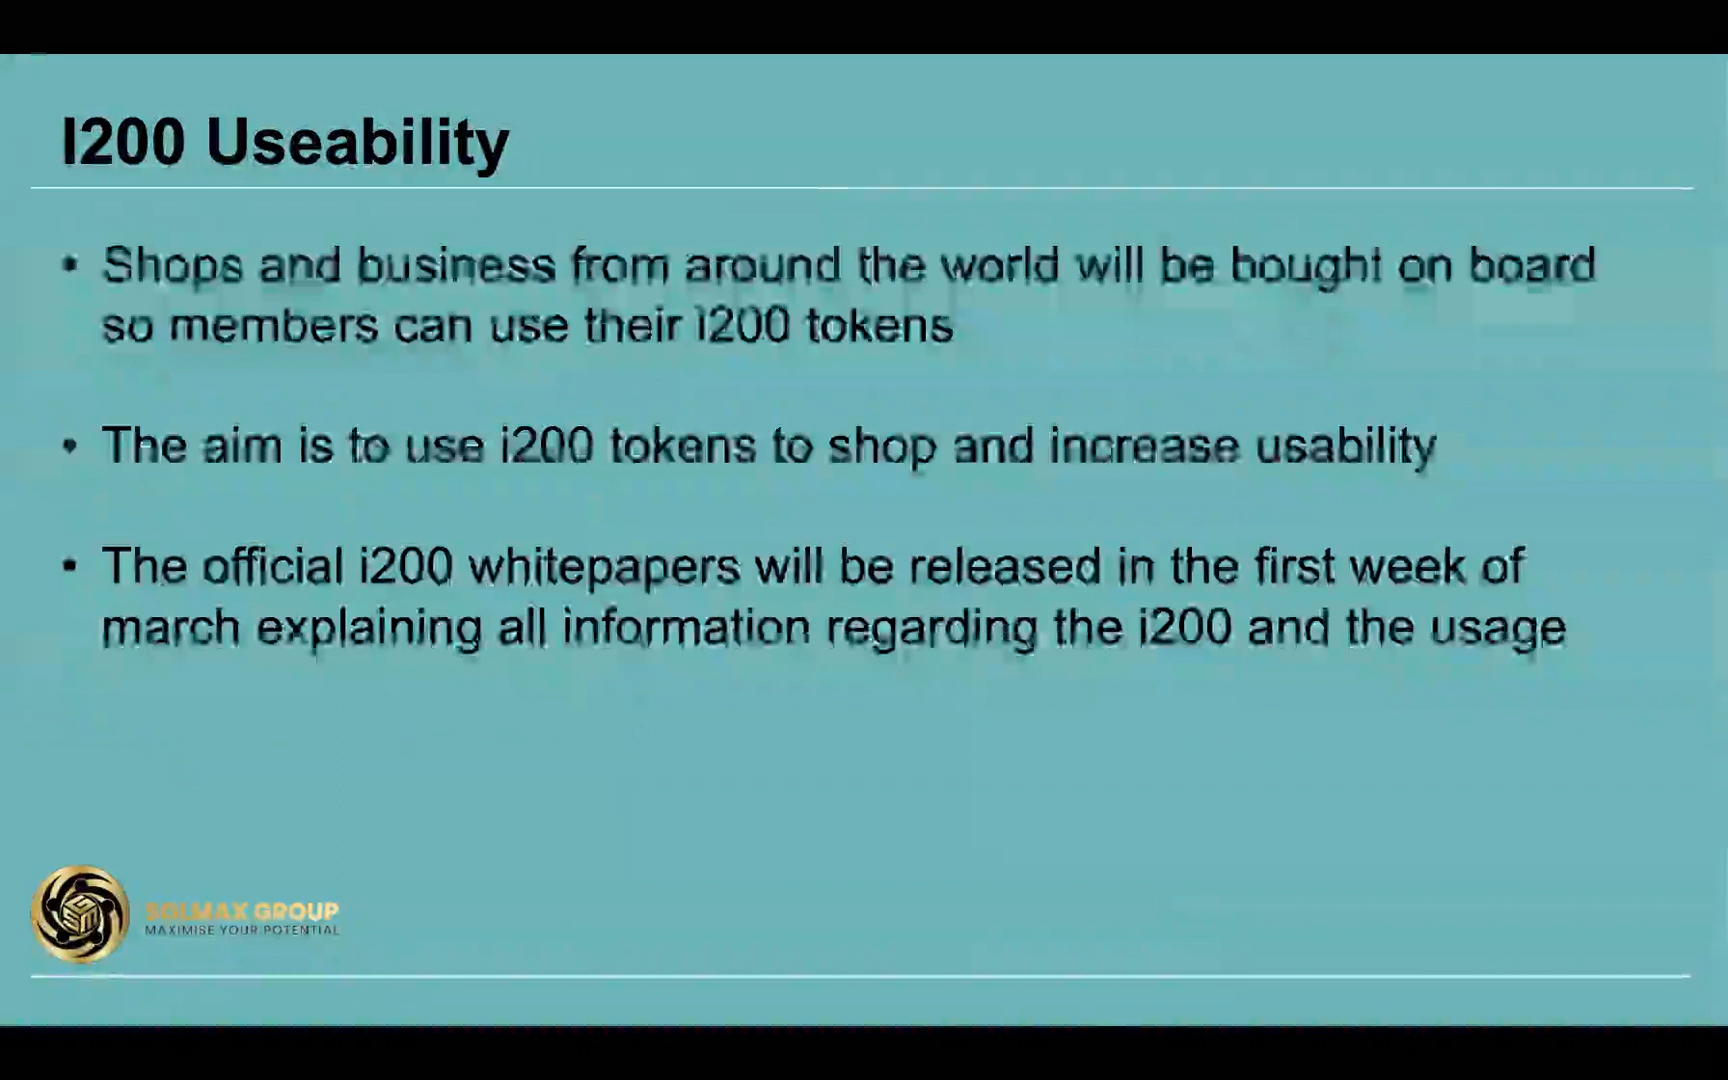 I200 Useability
• Shops and business from around the world will be bought on board
so members can use their i200 tokens
• The aim is to use i200 tokens to shop and increase usability
• The official i200 whitepapers will be released in the first week of
march explaining all information regarding the i200 and the usage
SOLMAX GROUP
MAXIMISE YOUR POTENTIAL